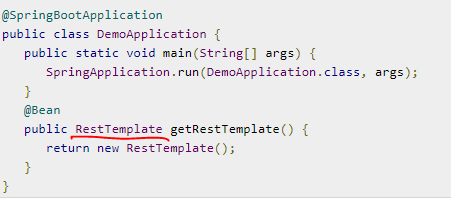 @SpringBootApplication
public class DemoApplication {
   public static void main(String[] args) {
      SpringApplication.run(DemoApplication.class, args);
   }
   @Bean
   public RestTemplate getRestTemplate() {
      return new RestTemplate();
   }
}